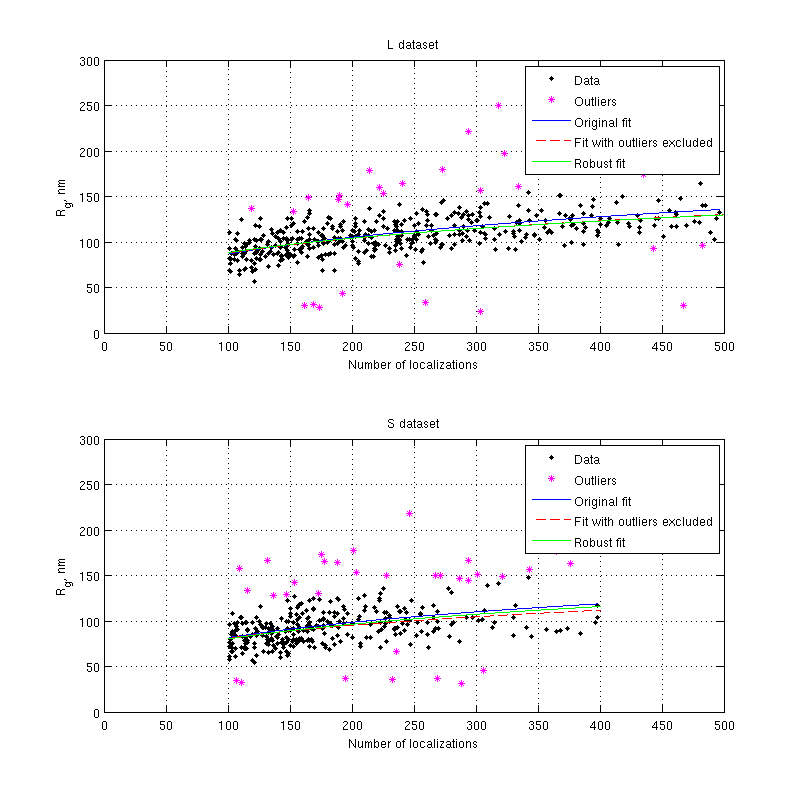 L dataset
300
250
200
150
100
50
0
R_g, nm
Data
Outliers
Original fit
Fit with outliers excluded
Robust fit
0 50 100 150 200 250 300 350 400 450 500
Number of localizations
S dataset
300
250
200
150
100
50
0
R_g, nm
Data
Outliers
Original fit
Fit with outliers excluded
Robust fit
0 50 100 150 200 250 300 350 400 450 500
Number of localizations